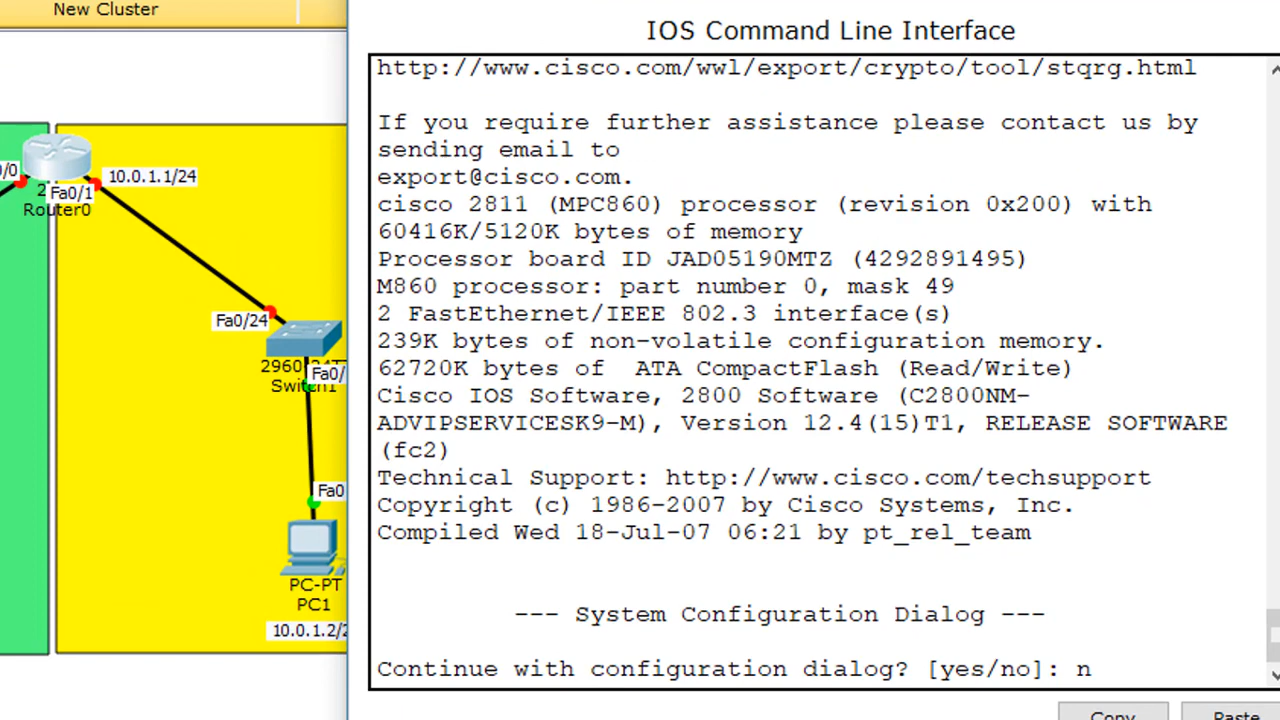 New Cluster
IOS Command Line Interface
http://www.cisco.com/wwl/export/crypto/tool/stqrg.html
If you require further assistance please contact us by
sending email to
export@cisco.com.
cisco 2811 (MPC860) processor (revision 0x200) with
60416K/5120K bytes of memory
Processor board ID JAD05190MTZ (4292891495)
M860 processor: part number 0, mask 49
2 FastEthernet/IEEE 802.3 interface(s)
239K bytes of non-volatile configuration memory.
62720K bytes of  ATA CompactFlash (Read/Write)
Cisco IOS Software, 2800 Software (C2800NM-
ADVIPSERVICESK9-M), Version 12.4(15)T1, RELEASE SOFTWARE
(fc2)
Technical Support: http://www.cisco.com/techsupport
Copyright (c) 1986-2007 by Cisco Systems, Inc.
Compiled Wed 18-Jul-07 06:21 by pt_rel_team
--- System Configuration Dialog ---
Continue with configuration dialog? [yes/no]: n
Copy
Paste
10.0.1.1/24
Fa0/1
Router0
Fa0/24
Fa0/
Switch1
Fa0
PC-PT
PC1
10.0.1.2/2